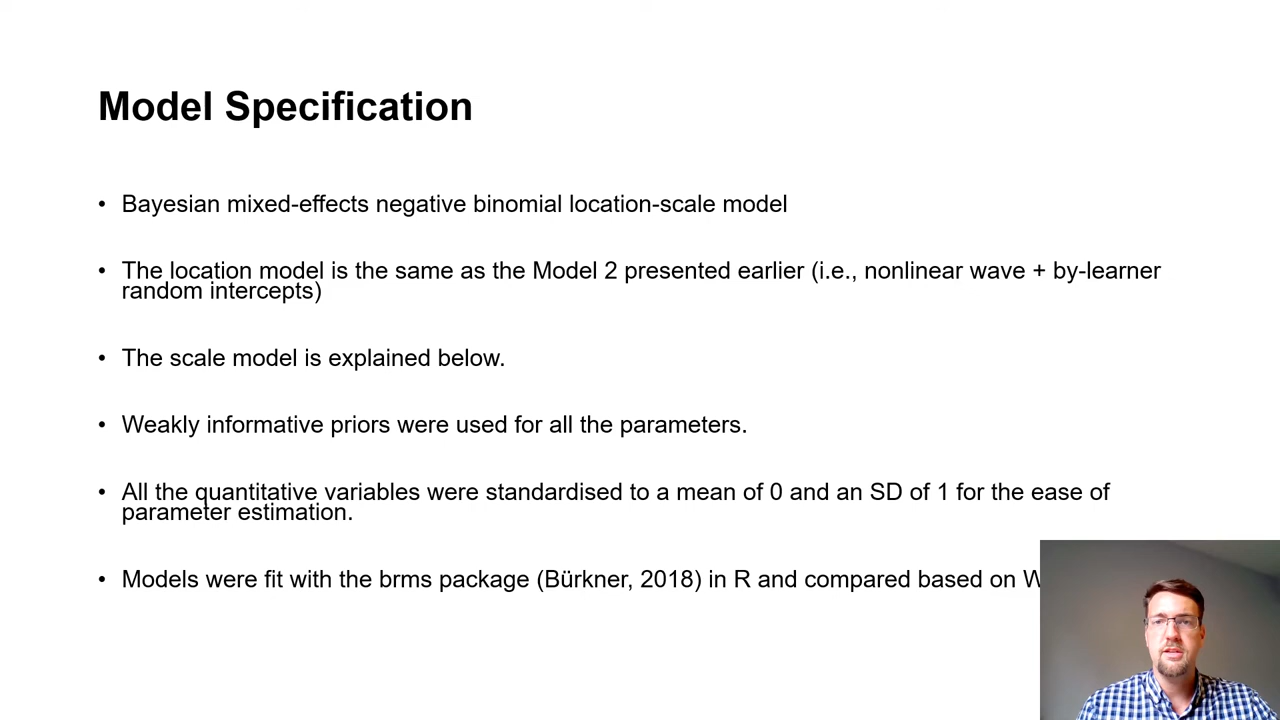 Model Specification
• Bayesian mixed-effects negative binomial location-scale model
• The location model is the same as the Model 2 presented earlier (i.e., nonlinear wave + by-learner
random intercepts)
• The scale model is explained below.
• Weakly informative priors were used for all the parameters.
• All the quantitative variables were standardised to a mean of 0 and an SD of 1 for the ease of
parameter estimation.
• Models were fit with the brms package (Bürkner, 2018) in R and compared based on